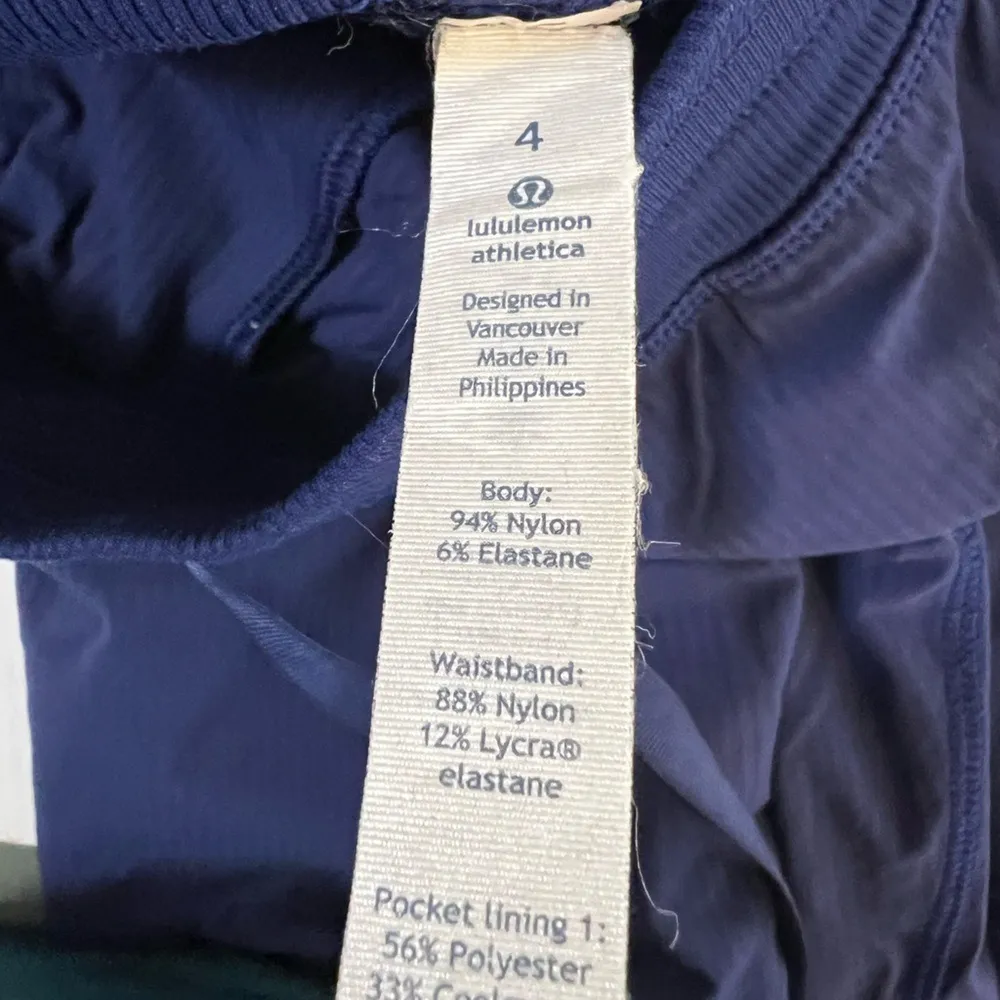 4
lululemon
athletica
Designed in
Vancouver
Made in
Philippines
Body:
94% Nylon
6% Elastane
Waistband:
88% Nylon
12% Lycra®
elastane
Pocket lining 1:
56% Polyester
33%